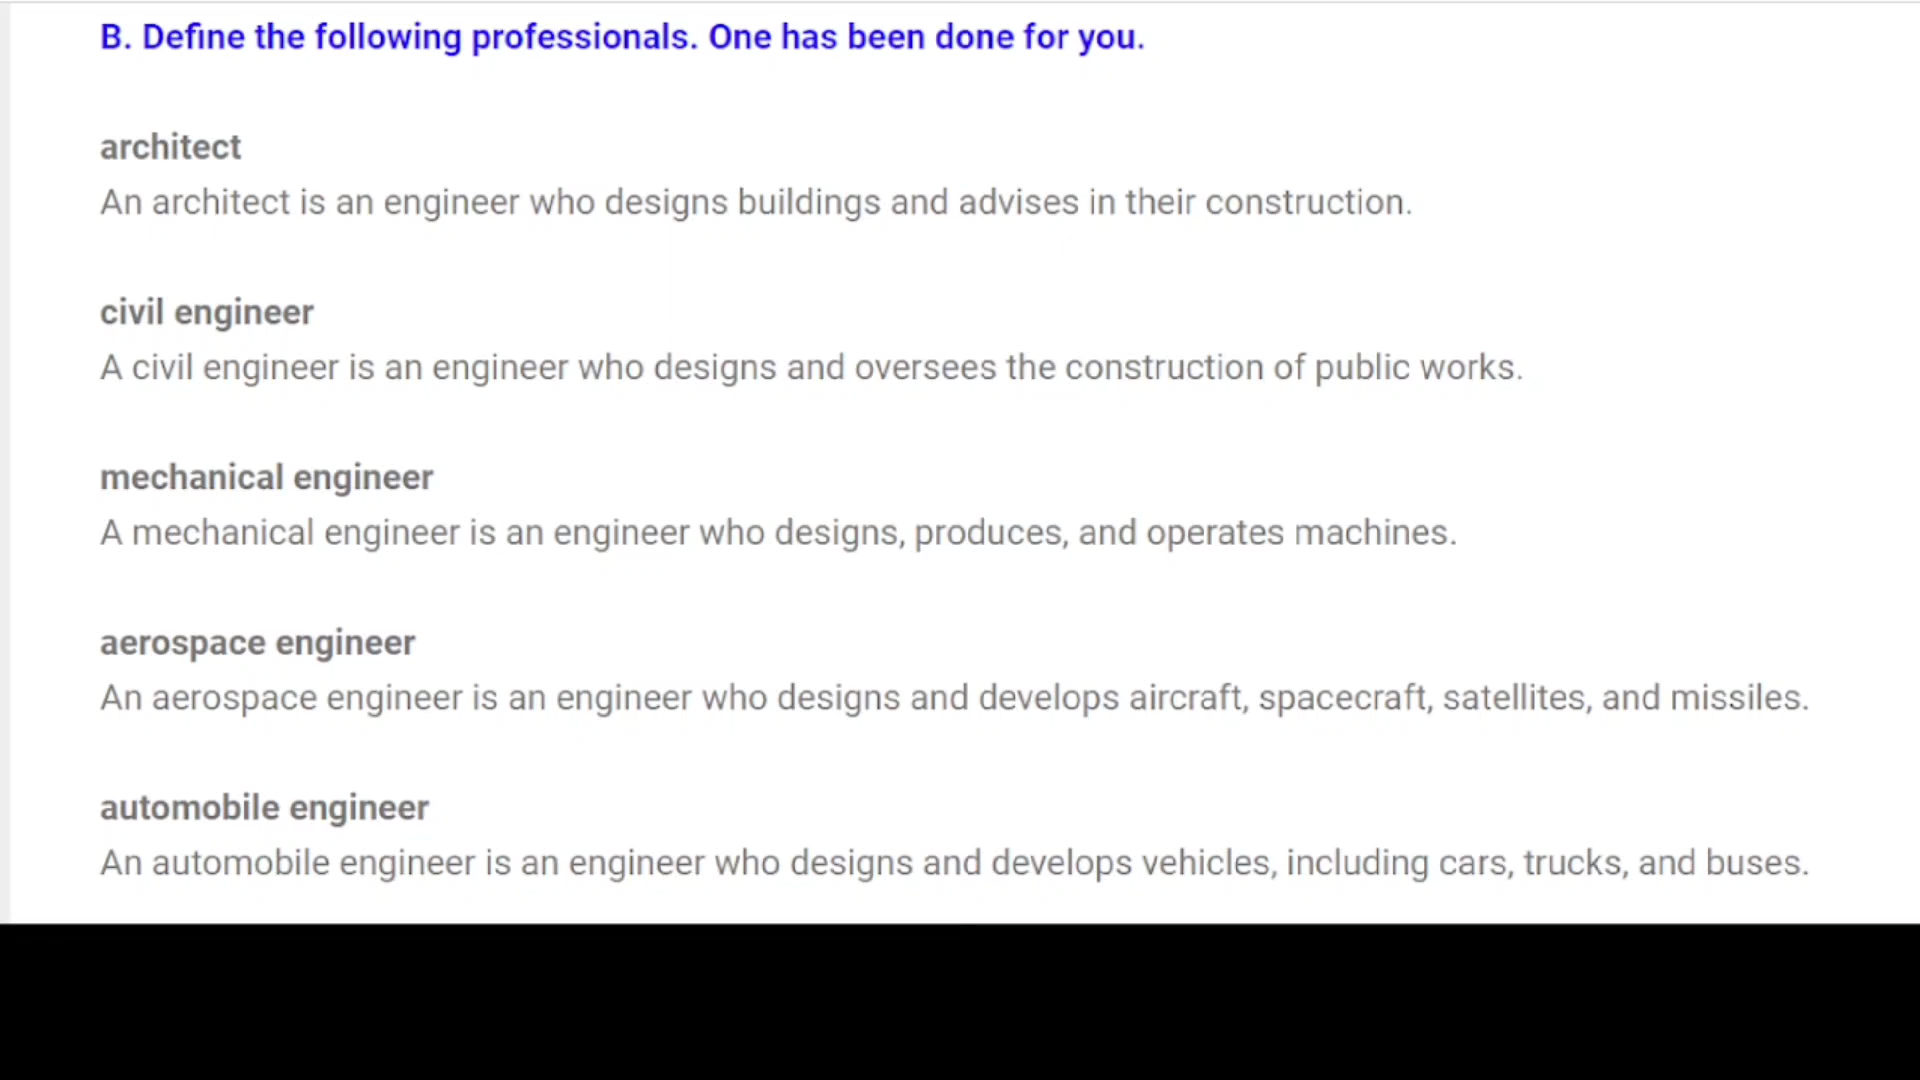 B. Define the following professionals. One has been done for you.
architect
An architect is an engineer who designs buildings and advises in their construction.
civil engineer
A civil engineer is an engineer who designs and oversees the construction of public works.
mechanical engineer
A mechanical engineer is an engineer who designs, produces, and operates machines.
aerospace engineer
An aerospace engineer is an engineer who designs and develops aircraft, spacecraft, satellites, and missiles.
automobile engineer
An automobile engineer is an engineer who designs and develops vehicles, including cars, trucks, and buses.